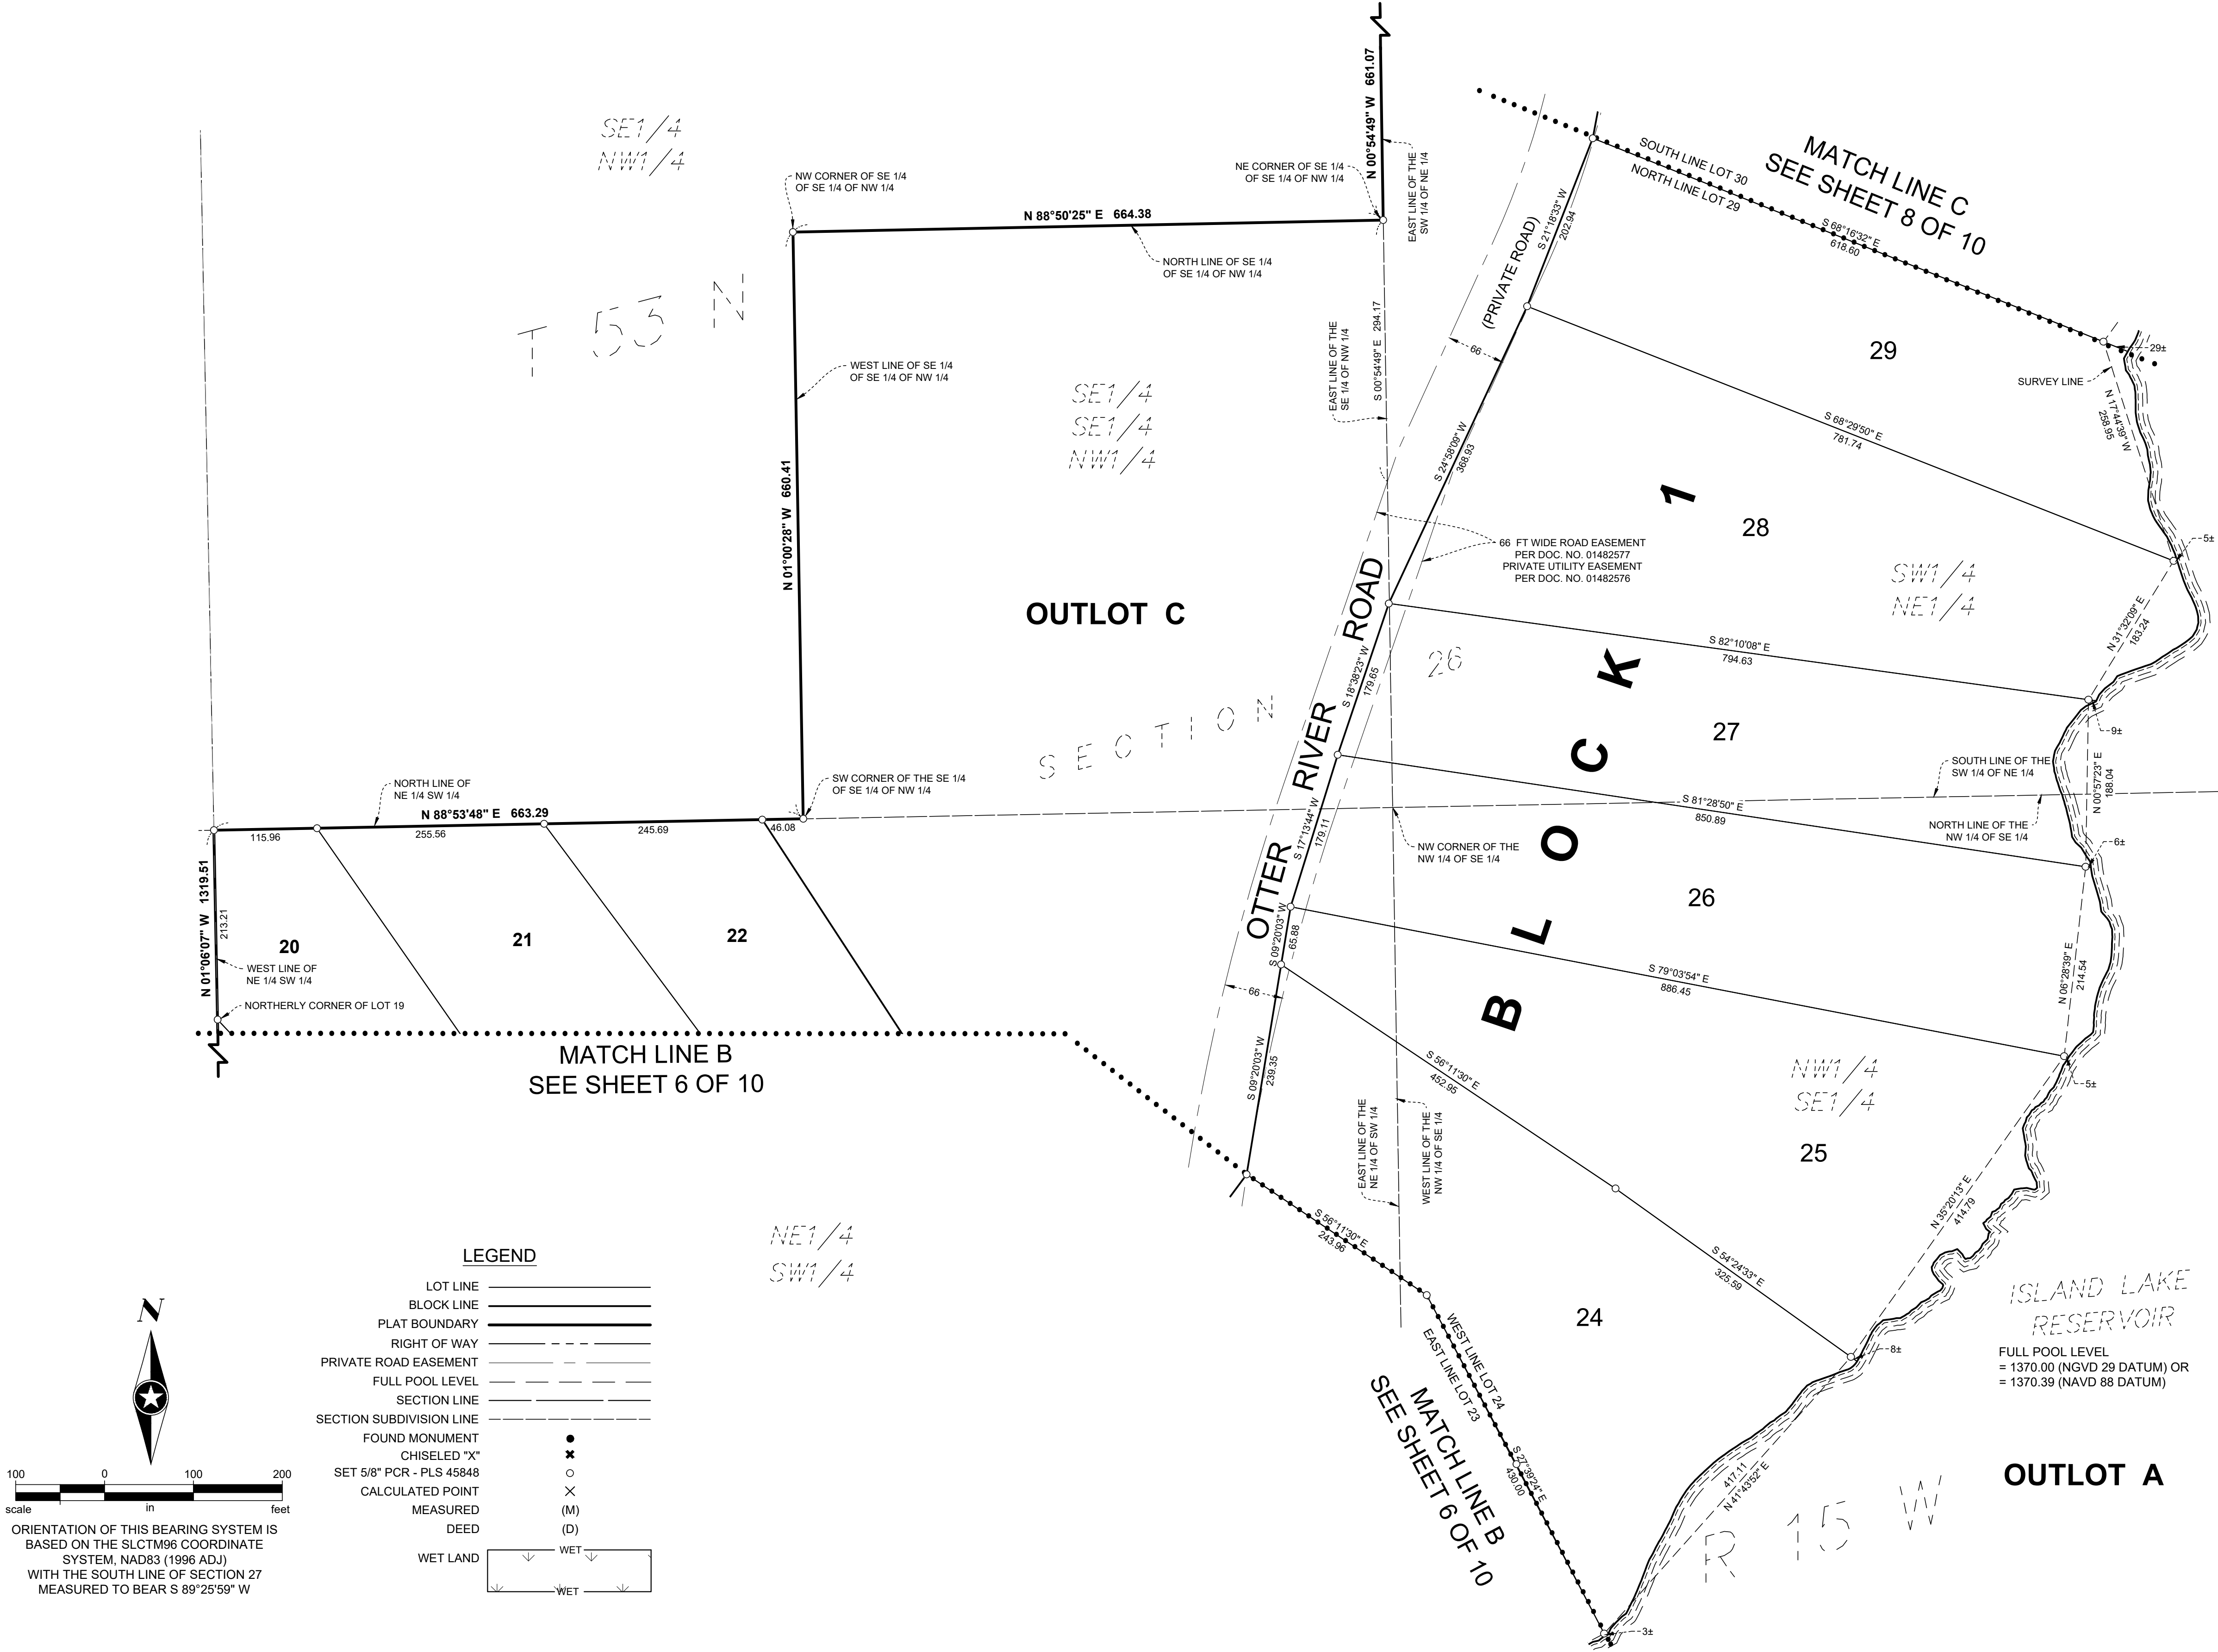 SE1/4
NW1/4
NW CORNER OF SE 1/4
OF SE 1/4 OF NW 1/4
NE CORNER OF SE 1/4
OF SE 1/4 OF NW 1/4
N 00°54'49" W 661.07
EAST LINE OF THE
SW 1/4 OF NE 1/4
N 88°50'25" E 664.38
NORTH LINE OF SE 1/4
OF SE 1/4 OF NW 1/4
T 53 N
WEST LINE OF SE 1/4
OF SE 1/4 OF NW 1/4
SE1/4
SE1/4
NW1/4
N 01°00'28" W 660.41
OUTLOT C
EAST LINE OF THE
SE 1/4 OF NW 1/4
S 00°54'49" E 294.17
(PRIVATE ROAD)
66
S 21°18'33" W
202.94
SOUTH LINE LOT 30
NORTH LINE LOT 29
MATCH LINE C
SEE SHEET 8 OF 10
S 68°16'32" E
618.60
29
29±
SURVEY LINE
N 17°44'39" W
258.95
S 68°29'50" E
781.74
S 24°58'09" W
368.93
1
28
5±
66 FT WIDE ROAD EASEMENT
PER DOC. NO. 01482577
PRIVATE UTILITY EASEMENT
PER DOC. NO. 01482576
SW1/4
NE1/4
N 31°32'09" E
183.24
S 82°10'08" E
794.63
SECTION
26
S 18°38'23" W
179.65
OTTER RIVER ROAD
BLOCK
27
9±
SOUTH LINE OF THE
SW 1/4 OF NE 1/4
N 00°57'23" E
188.04
S 81°28'50" E
850.89
NORTH LINE OF THE
NW 1/4 OF SE 1/4
6±
NORTH LINE OF
NE 1/4 SW 1/4
SW CORNER OF THE SE 1/4
OF SE 1/4 OF NW 1/4
N 88°53'48" E 663.29
115.96
255.56
245.69
46.08
S 17°13'44" W
179.11
NW CORNER OF THE
NW 1/4 OF SE 1/4
26
N 01°06'07" W 1319.51
213.21
20
21
22
WEST LINE OF
NE 1/4 SW 1/4
NORTHERLY CORNER OF LOT 19
S 09°20'03" W
65.88
66
S 79°03'54" E
886.45
N 06°28'39" E
214.54
MATCH LINE B
SEE SHEET 6 OF 10
S 09°20'03" W
239.35
S 56°11'30" E
452.95
NW1/4
SE1/4
5±
25
EAST LINE OF THE
NE 1/4 OF SW 1/4
WEST LINE OF THE
NW 1/4 OF SE 1/4
S 56°11'30" E
243.96
N 35°20'13" E
414.79
S 54°24'33" E
325.59
24
8±
NE1/4
SW1/4
WEST LINE LOT 24
EAST LINE LOT 23
MATCH LINE B
SEE SHEET 6 OF 10
S 27°39'24" E
430.00
417.11
N 41°43'52" E
3±
ISLAND LAKE
RESERVOIR
FULL POOL LEVEL
= 1370.00 (NGVD 29 DATUM) OR
= 1370.39 (NAVD 88 DATUM)
OUTLOT A
R 15 W
LEGEND
LOT LINE
BLOCK LINE
PLAT BOUNDARY
RIGHT OF WAY
PRIVATE ROAD EASEMENT
FULL POOL LEVEL
SECTION LINE
SECTION SUBDIVISION LINE
FOUND MONUMENT
CHISELED "X"
SET 5/8" PCR - PLS 45848
CALCULATED POINT
MEASURED (M)
DEED (D)
WET LAND
WET
WET
N
100 0 100 200
scale in feet
ORIENTATION OF THIS BEARING SYSTEM IS
BASED ON THE SLCTM96 COORDINATE
SYSTEM, NAD83 (1996 ADJ)
WITH THE SOUTH LINE OF SECTION 27
MEASURED TO BEAR S 89°25'59" W